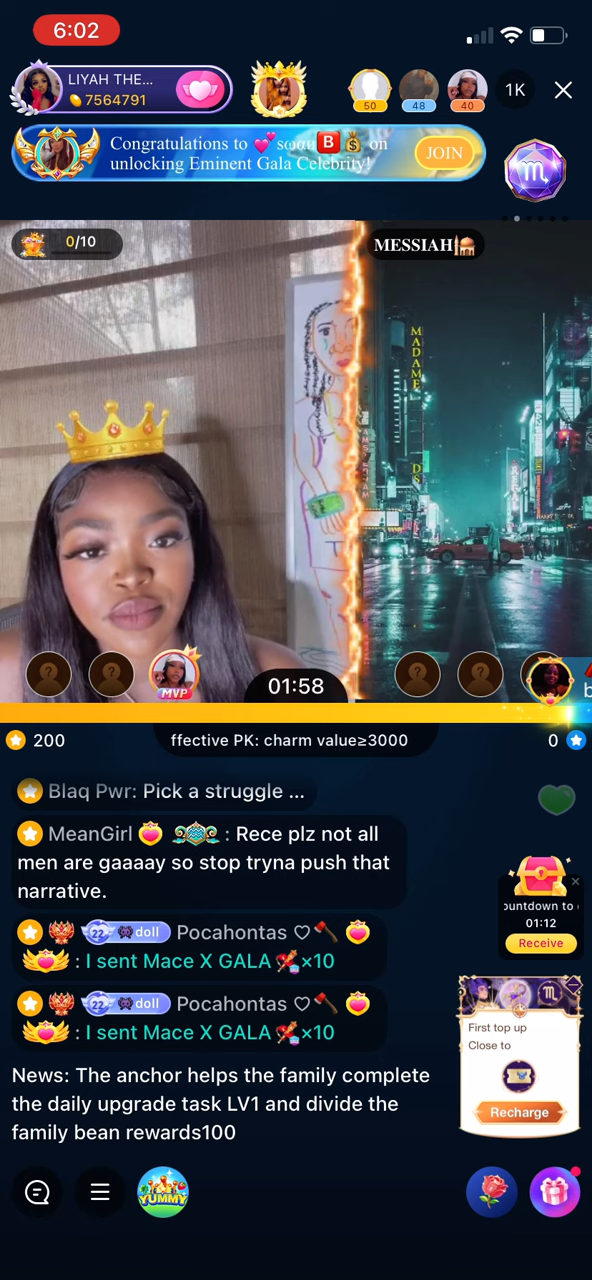 6:02
LIYAH THE...
7564791
50
48
40
1K
Congratulations to 💕soαu🅱️💰 on
unlocking Eminent Gala Celebrity!
JOIN
0/10
MESSIAH🕌
MADAME
MVP
01:58
200
ffective PK: charm value≥3000
0
Blaq Pwr: Pick a struggle ...
MeanGirl : Rece plz not all
men are gaaaay so stop tryna push that
narrative.
22 doll Pocahontas ♡🪓
: I sent Mace X GALA ×10
22 doll Pocahontas ♡🪓
: I sent Mace X GALA ×10
News: The anchor helps the family complete
the daily upgrade task LV1 and divide the
family bean rewards100
ountdown to
01:12
Receive
First top up
Close to
Recharge
YUMMY